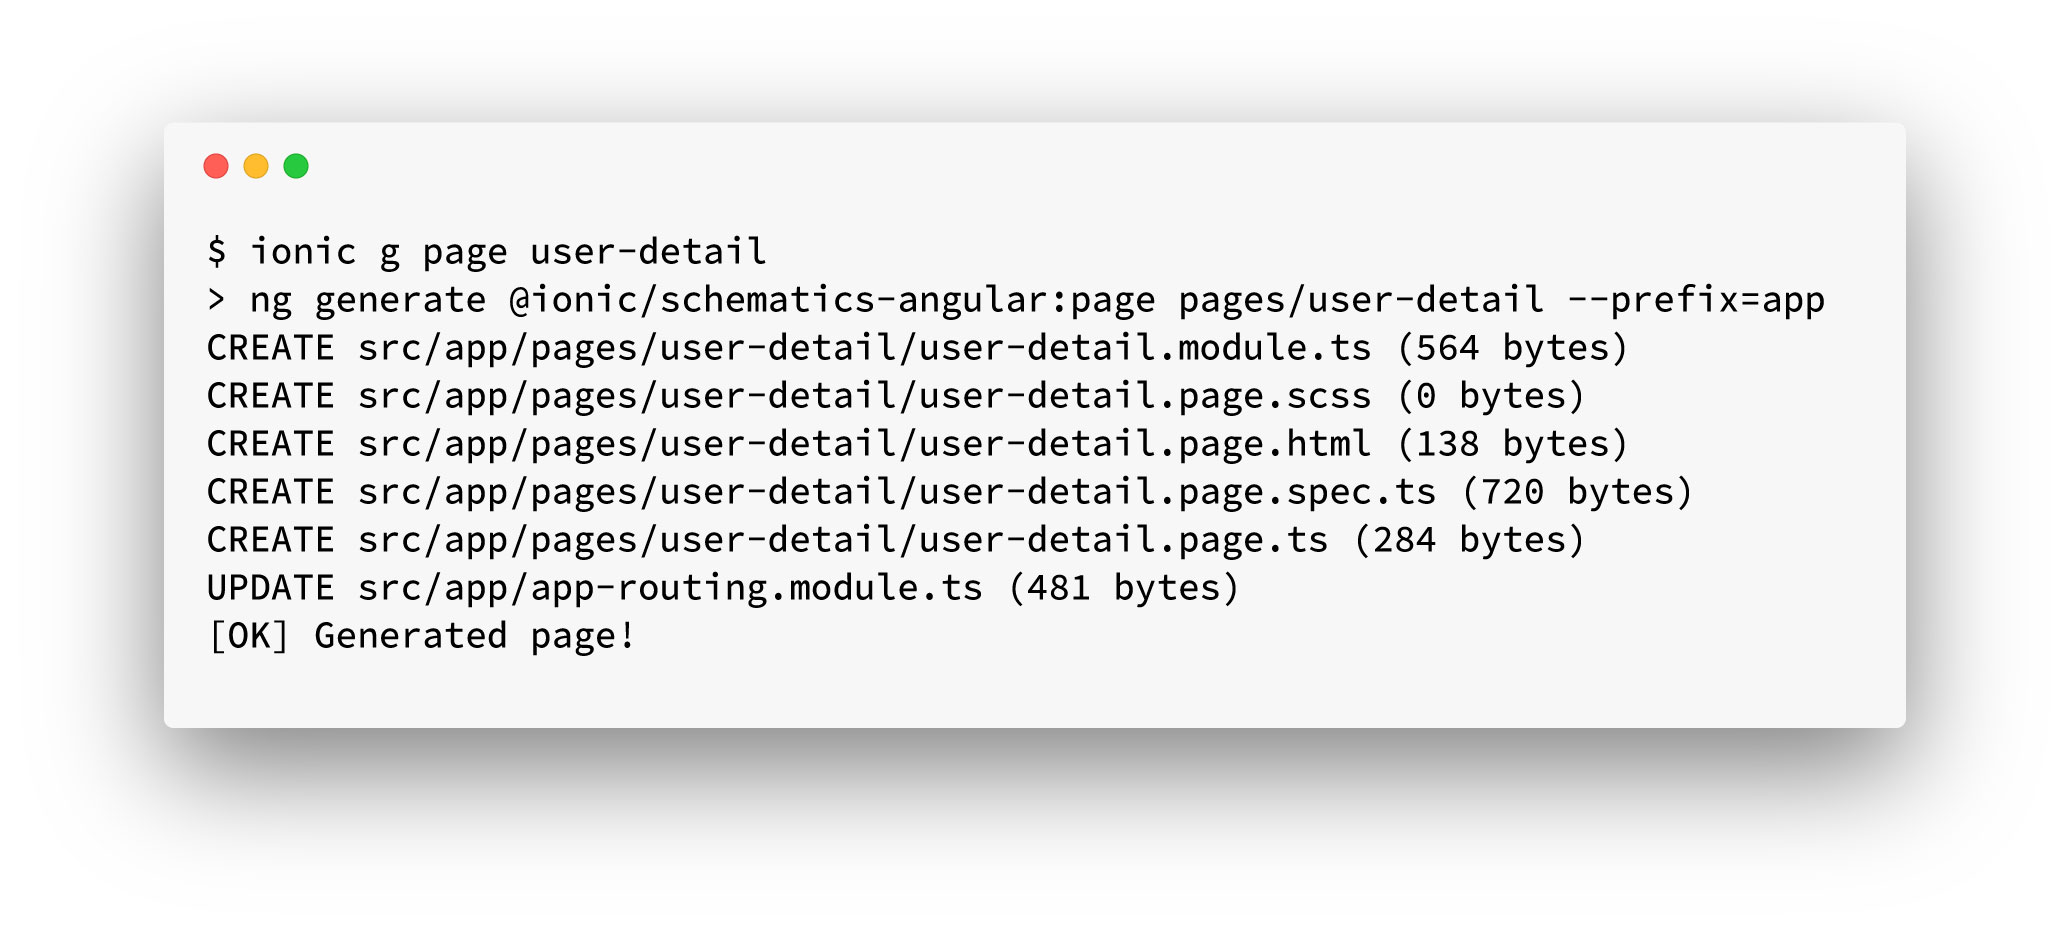 $ ionic g page user-detail
> ng generate @ionic/schematics-angular:page pages/user-detail --prefix=app
CREATE src/app/pages/user-detail/user-detail.module.ts (564 bytes)
CREATE src/app/pages/user-detail/user-detail.page.scss (0 bytes)
CREATE src/app/pages/user-detail/user-detail.page.html (138 bytes)
CREATE src/app/pages/user-detail/user-detail.page.spec.ts (720 bytes)
CREATE src/app/pages/user-detail/user-detail.page.ts (284 bytes)
UPDATE src/app/app-routing.module.ts (481 bytes)
[OK] Generated page!